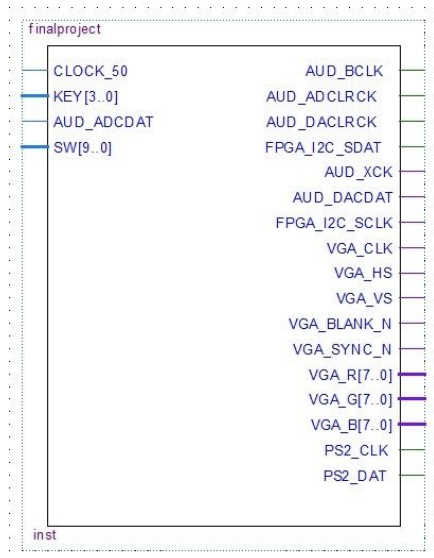 finalproject
CLOCK_50 AUD_BCLK
KEY[3..0] AUD_ADCLRCK
AUD_ADCDAT AUD_DACLRCK
SW[9..0] FPGA_I2C_SDAT
AUD_XCK
AUD_DACDAT
FPGA_I2C_SCLK
VGA_CLK
VGA_HS
VGA_VS
VGA_BLANK_N
VGA_SYNC_N
VGA_R[7..0]
VGA_G[7..0]
VGA_B[7..0]
PS2_CLK
PS2_DAT
inst